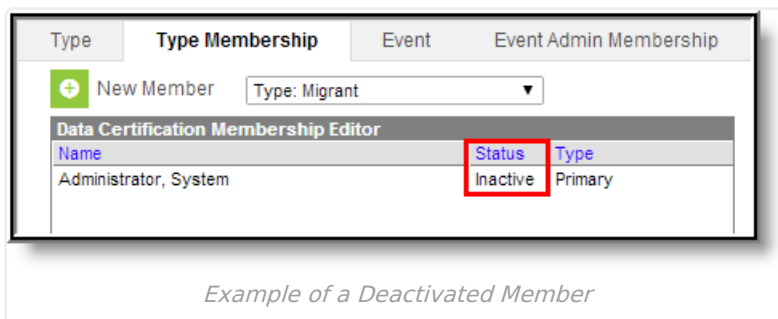 Type Type Membership Event Event Admin Membership
New Member Type: Migrant
Data Certification Membership Editor
Name Status Type
Administrator, System Inactive Primary
Example of a Deactivated Member